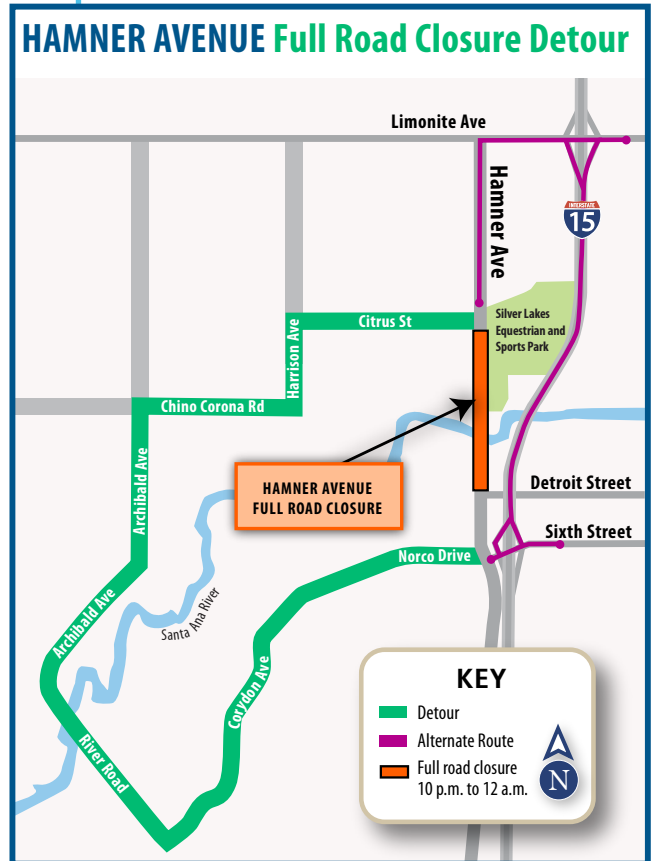 HAMNER AVENUE Full Road Closure Detour
Limonite Ave
Hamner Ave
INTERSTATE
15
Citrus St
Silver Lakes
Equestrian and
Sports Park
Harrison Ave
Chino Corona Rd
Archibald Ave
HAMNER AVENUE
FULL ROAD CLOSURE
Detroit Street
Sixth Street
Norco Drive
Archibald Ave
Santa Ana River
Corydon Ave
River Road
KEY
Detour
Alternate Route
Full road closure
10 p.m. to 12 a.m.
N